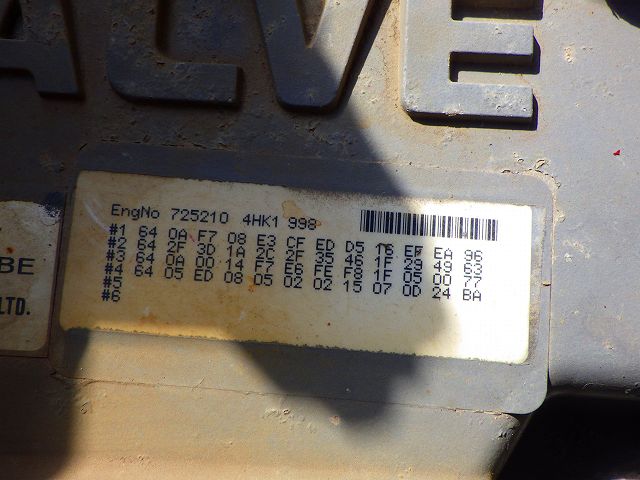 ALVE
BE
LTD.
EngNo 725210 4HK1 998
#1 64 0A F7 08 E3 CF ED D5 16 EF EA 96
#2 64 2F 3D 1A 2C 2F 35 46 1F 29 49 63
#3 64 0A 00 14 F7 E6 FE F8 1F 05 00 77
#4 64 05 ED 08 05 02 02 15 07 0D 24 BA
#5
#6